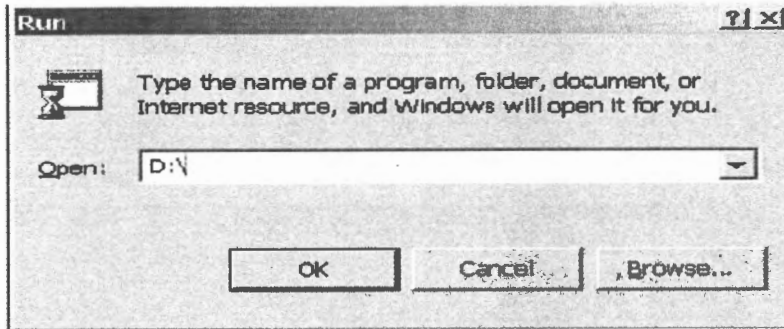 Run
Type the name of a program, folder, document, or
Internet resource, and Windows will open it for you.
Open: D:\
OK Cancel Browse...